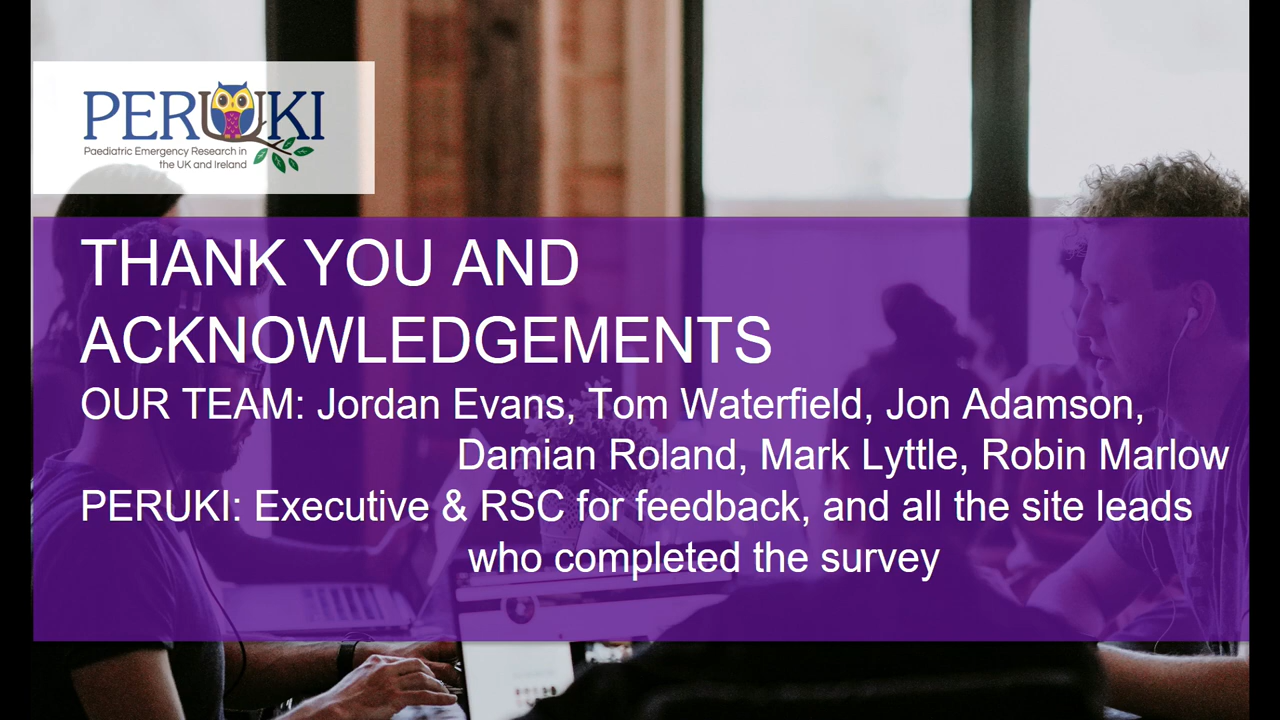 PERUKI
Paediatric Emergency Research in
the UK and Ireland
THANK YOU AND
ACKNOWLEDGEMENTS
OUR TEAM: Jordan Evans, Tom Waterfield, Jon Adamson,
Damian Roland, Mark Lyttle, Robin Marlow
PERUKI: Executive & RSC for feedback, and all the site leads
who completed the survey